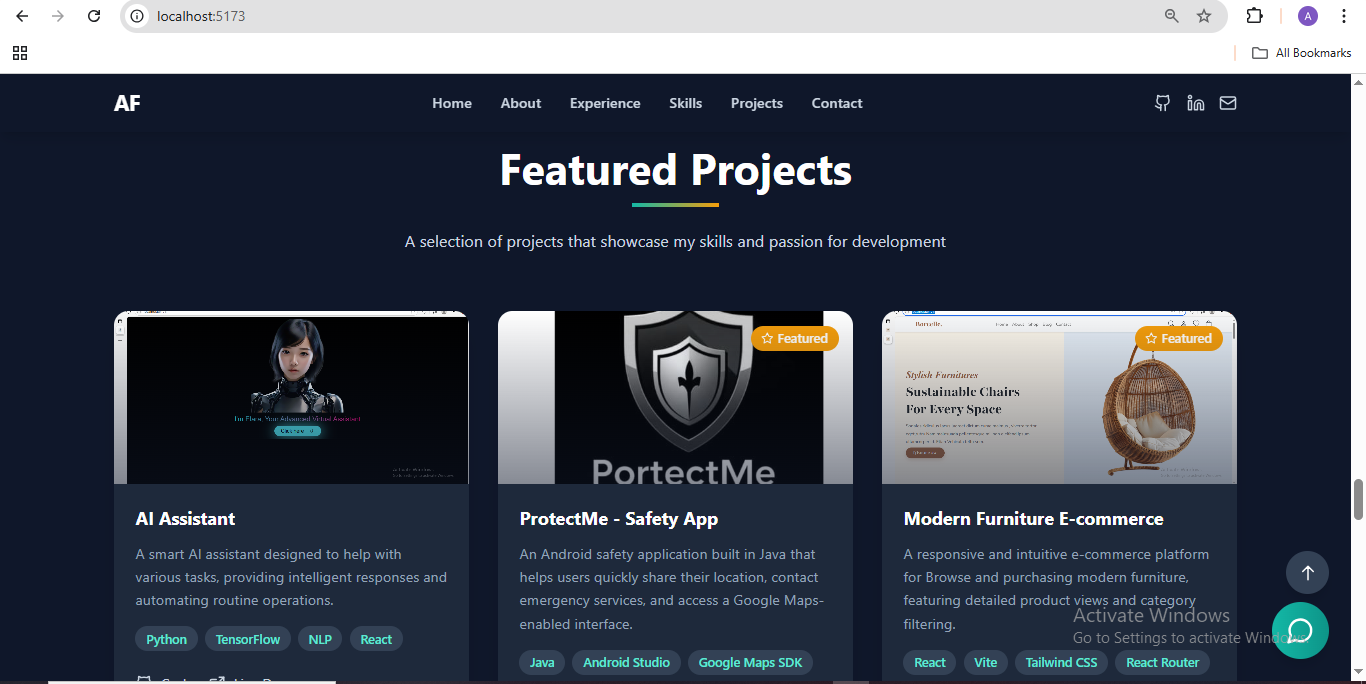 localhost:5173
A
All Bookmarks
AF
Home About Experience Skills Projects Contact
Featured Projects
A selection of projects that showcase my skills and passion for development
I'm Elara, Your Advanced Virtual Assistant
PortectMe
Featured
Home About Shop Blog Contact
Featured
Stylish Furnitures
Sustainable Chairs
For Every Space
AI Assistant
A smart AI assistant designed to help with
various tasks, providing intelligent responses and
automating routine operations.
Python TensorFlow NLP React
ProtectMe - Safety App
An Android safety application built in Java that
helps users quickly share their location, contact
emergency services, and access a Google Maps-
enabled interface.
Java Android Studio Google Maps SDK
Modern Furniture E-commerce
A responsive and intuitive e-commerce platform
for Browse and purchasing modern furniture,
featuring detailed product views and category
filtering.
React Vite Tailwind CSS React Router
Activate Windows
Go to Settings to activate Windows.